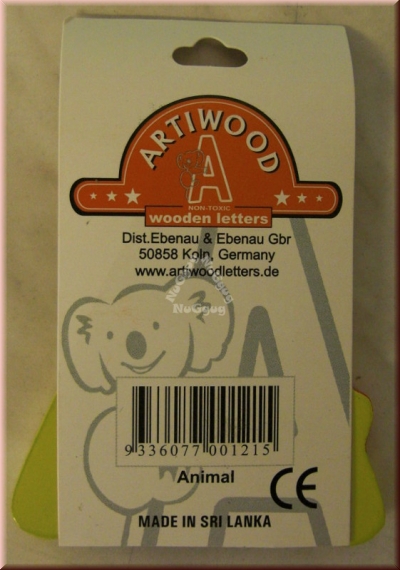 ARTIWOOD
A
NON-TOXIC
wooden letters
Dist.Ebenau & Ebenau Gbr
50858 Koln, Germany
www.artiwoodletters.de
NuGgug
9 336077 001215
Animal
CE
MADE IN SRI LANKA